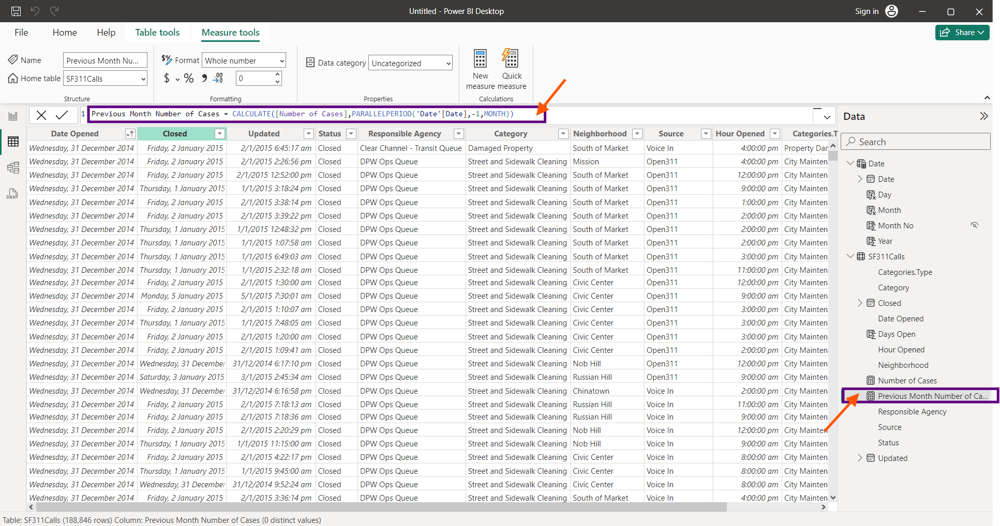 Untitled - Power BI Desktop
Sign in
File Home Help Table tools Measure tools
Share
Name Previous Month Nu...
Home table SF311Calls
Structure
Format Whole number
$ % , .00 0
Formatting
Data category Uncategorized
Properties
New measure
Quick measure
Calculations
1 Previous Month Number of Cases = CALCULATE([Number of Cases],PARALLELPERIOD('Date'[Date],-1,MONTH))
Date Opened Closed Updated Status Responsible Agency Category Neighborhood Source Hour Opened Categories.T
Wednesday, 31 December 2014 Friday, 2 January 2015 2/1/2015 6:45:17 am Closed Clear Channel - Transit Queue Damaged Property South of Market Voice In 4:00:00 pm Property Dan
Wednesday, 31 December 2014 Friday, 2 January 2015 2/1/2015 2:26:56 pm Closed DPW Ops Queue Street and Sidewalk Cleaning Mission Open311 4:00:00 pm City Mainten
Wednesday, 31 December 2014 Friday, 2 January 2015 2/1/2015 12:52:00 pm Closed DPW Ops Queue Street and Sidewalk Cleaning South of Market Open311 12:00:00 pm City Mainten
Wednesday, 31 December 2014 Thursday, 1 January 2015 1/1/2015 3:18:24 pm Closed DPW Ops Queue Street and Sidewalk Cleaning South of Market Open311 9:00:00 am City Mainten
Wednesday, 31 December 2014 Friday, 2 January 2015 2/1/2015 3:38:14 pm Closed DPW Ops Queue Street and Sidewalk Cleaning South of Market Open311 1:00:00 pm City Mainten
Wednesday, 31 December 2014 Friday, 2 January 2015 2/1/2015 3:39:22 pm Closed DPW Ops Queue Street and Sidewalk Cleaning South of Market Open311 2:00:00 pm City Mainten
Wednesday, 31 December 2014 Thursday, 1 January 2015 1/1/2015 12:48:32 pm Closed DPW Ops Queue Street and Sidewalk Cleaning South of Market Open311 2:00:00 pm City Mainten
Wednesday, 31 December 2014 Thursday, 1 January 2015 1/1/2015 1:07:58 am Closed DPW Ops Queue Street and Sidewalk Cleaning South of Market Open311 2:00:00 pm City Mainten
Wednesday, 31 December 2014 Thursday, 1 January 2015 1/1/2015 6:49:03 am Closed DPW Ops Queue Street and Sidewalk Cleaning South of Market Open311 3:00:00 pm City Mainten
Wednesday, 31 December 2014 Thursday, 1 January 2015 1/1/2015 2:32:18 am Closed DPW Ops Queue Street and Sidewalk Cleaning South of Market Open311 11:00:00 pm City Mainten
Wednesday, 31 December 2014 Friday, 2 January 2015 2/1/2015 1:30:00 am Closed DPW Ops Queue Street and Sidewalk Cleaning Civic Center Open311 12:00:00 pm City Mainten
Wednesday, 31 December 2014 Monday, 5 January 2015 5/1/2015 7:30:01 am Closed DPW Ops Queue Street and Sidewalk Cleaning Civic Center Open311 9:00:00 am City Mainten
Wednesday, 31 December 2014 Friday, 2 January 2015 2/1/2015 1:10:07 am Closed DPW Ops Queue Street and Sidewalk Cleaning Civic Center Open311 3:00:00 pm City Mainten
Wednesday, 31 December 2014 Thursday, 1 January 2015 1/1/2015 7:48:05 am Closed DPW Ops Queue Street and Sidewalk Cleaning Civic Center Open311 3:00:00 pm City Mainten
Wednesday, 31 December 2014 Friday, 2 January 2015 2/1/2015 1:20:00 am Closed DPW Ops Queue Street and Sidewalk Cleaning Civic Center Open311 3:00:00 pm City Mainten
Wednesday, 31 December 2014 Friday, 2 January 2015 2/1/2015 1:09:41 am Closed DPW Ops Queue Street and Sidewalk Cleaning Civic Center Open311 2:00:00 pm City Mainten
Wednesday, 31 December 2014 Wednesday, 31 December 31/12/2014 6:17:10 pm Closed DPW Ops Queue Street and Sidewalk Cleaning Nob Hill Open311 12:00:00 pm City Mainten
Wednesday, 31 December 2014 Saturday, 3 January 2015 3/1/2015 2:45:34 am Closed DPW Ops Queue Street and Sidewalk Cleaning Russian Hill Open311 9:00:00 am City Mainten
Wednesday, 31 December 2014 Wednesday, 31 December 31/12/2014 6:16:58 pm Closed DPW Ops Queue Street and Sidewalk Cleaning Chinatown Voice In 2:00:00 pm City Mainten
Wednesday, 31 December 2014 Friday, 2 January 2015 2/1/2015 7:18:13 am Closed DPW Ops Queue Street and Sidewalk Cleaning Russian Hill Voice In 11:00:00 am City Mainten
Wednesday, 31 December 2014 Friday, 2 January 2015 2/1/2015 7:18:36 am Closed DPW Ops Queue Street and Sidewalk Cleaning Russian Hill Voice In 9:00:00 am City Mainten
Wednesday, 31 December 2014 Friday, 2 January 2015 2/1/2015 2:20:29 pm Closed DPW Ops Queue Street and Sidewalk Cleaning Nob Hill Voice In 12:00:00 pm City Mainten
Wednesday, 31 December 2014 Thursday, 1 January 2015 1/1/2015 11:15:00 am Closed DPW Ops Queue Street and Sidewalk Cleaning Nob Hill Voice In 9:00:00 am City Mainten
Wednesday, 31 December 2014 Friday, 2 January 2015 2/1/2015 4:22:17 pm Closed DPW Ops Queue Street and Sidewalk Cleaning Civic Center Voice In 8:00:00 am City Mainten
Wednesday, 31 December 2014 Thursday, 1 January 2015 1/1/2015 9:45:00 am Closed DPW Ops Queue Street and Sidewalk Cleaning Civic Center Voice In 8:00:00 am City Mainten
Wednesday, 31 December 2014 Wednesday, 31 December 31/12/2014 9:52:24 am Closed DPW Ops Queue Street and Sidewalk Cleaning Civic Center Voice In 8:00:00 am City Mainten
Wednesday, 31 December 2014 Friday, 2 January 2015 2/1/2015 3:36:14 pm Closed DPW Ops Queue Street and Sidewalk Cleaning South of Market Voice In 4:00:00 pm City Mainten
Data
Search
Date
Date
Day
Month
Month No
Year
SF311Calls
Categories.Type
Category
Closed
Date Opened
Days Open
Hour Opened
Neighborhood
Number of Cases
Previous Month Number of Ca...
Responsible Agency
Source
Status
Updated
Table: SF311Calls (188,846 rows) Column: Previous Month Number of Cases (0 distinct values)